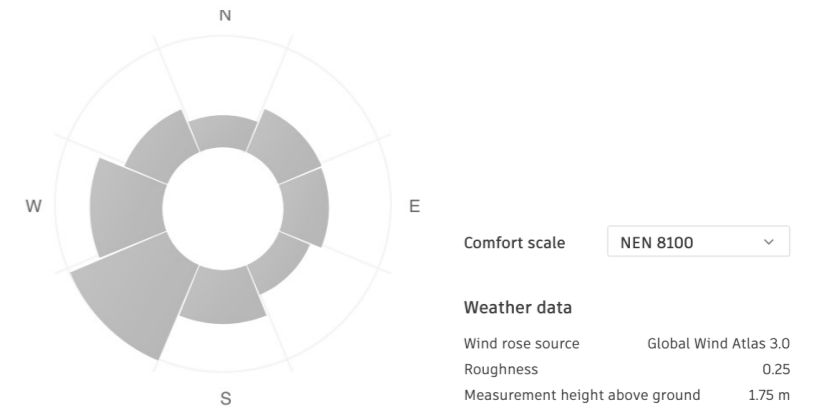 N
W
E
S
Comfort scale NEN 8100
Weather data
Wind rose source Global Wind Atlas 3.0
Roughness 0.25
Measurement height above ground 1.75 m